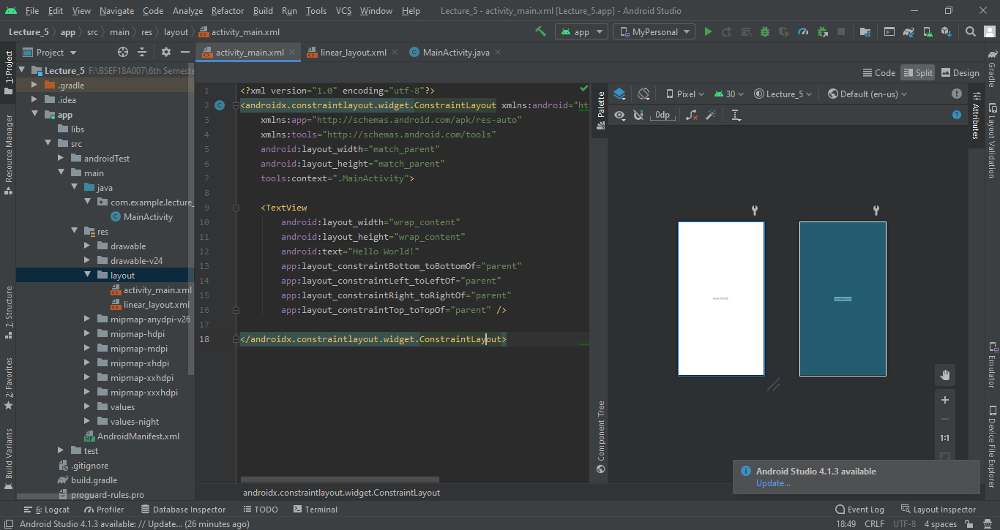 File Edit View Navigate Code Analyze Refactor Build Run Tools VCS Window Help Lecture_5 - activity_main.xml [Lecture_5.app] - Android Studio
Lecture_5 app src main res layout activity_main.xml app MyPersonal
1: Project
Resource Manager
7: Structure
2: Favorites
Build Variants
Project
Lecture_5 F:\BSEF18A007\6th Semeste
.gradle
.idea
app
libs
src
androidTest
main
java
com.example.lecture_
MainActivity
res
drawable
drawable-v24
layout
activity_main.xml
linear_layout.xml
mipmap-anydpi-v26
mipmap-hdpi
mipmap-mdpi
mipmap-xhdpi
mipmap-xxhdpi
mipmap-xxxhdpi
values
values-night
AndroidManifest.xml
test
.gitignore
build.gradle
proguard-rules.pro
activity_main.xml linear_layout.xml MainActivity.java
Code Split Design
1 <?xml version="1.0" encoding="utf-8"?>
2 <androidx.constraintlayout.widget.ConstraintLayout xmlns:android="ht
3 xmlns:app="http://schemas.android.com/apk/res-auto"
4 xmlns:tools="http://schemas.android.com/tools"
5 android:layout_width="match_parent"
6 android:layout_height="match_parent"
7 tools:context=".MainActivity">
8
9 <TextView
10 android:layout_width="wrap_content"
11 android:layout_height="wrap_content"
12 android:text="Hello World!"
13 app:layout_constraintBottom_toBottomOf="parent"
14 app:layout_constraintLeft_toLeftOf="parent"
15 app:layout_constraintRight_toRightOf="parent"
16 app:layout_constraintTop_toTopOf="parent" />
17
18 </androidx.constraintlayout.widget.ConstraintLayout>
androidx.constraintlayout.widget.ConstraintLayout
Palette
Component Tree
Pixel 30 Lecture_5 Default (en-us)
0dp
Hello World!
1:1
Attributes
Gradle
Layout Validation
Emulator
Device File Explorer
Android Studio 4.1.3 available
Update...
6: Logcat Profiler Database Inspector TODO Terminal Event Log Layout Inspector
Android Studio 4.1.3 available: // Update... (26 minutes ago) 18:49 CRLF UTF-8 4 spaces